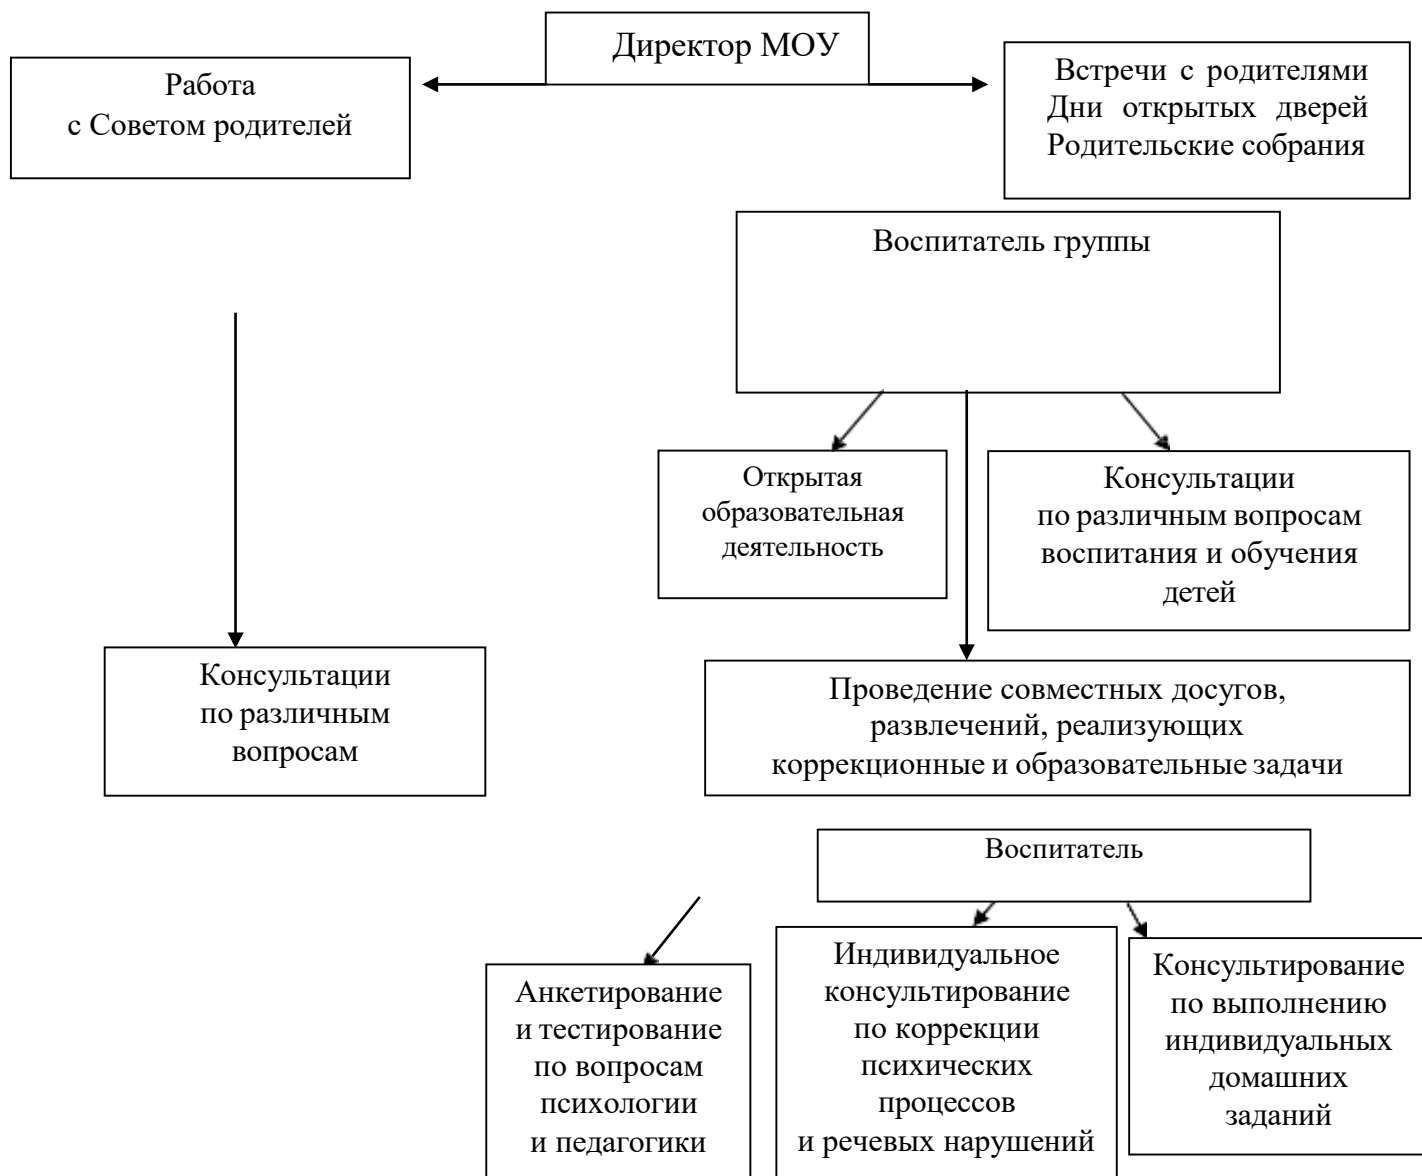 Директор МОУ
Работа
с Советом родителей
Встречи с родителями
Дни открытых дверей
Родительские собрания
Воспитатель группы
Открытая
образовательная
деятельность
Консультации
по различным вопросам
воспитания и обучения
детей
Консультации
по различным
вопросам
Проведение совместных досугов,
развлечений, реализующих
коррекционные и образовательные задачи
Воспитатель
Анкетирование
и тестирование
по вопросам
психологии
и педагогики
Индивидуальное
консультирование
по коррекции
психических
процессов
и речевых нарушений
Консультирование
по выполнению
индивидуальных
домашних
заданий